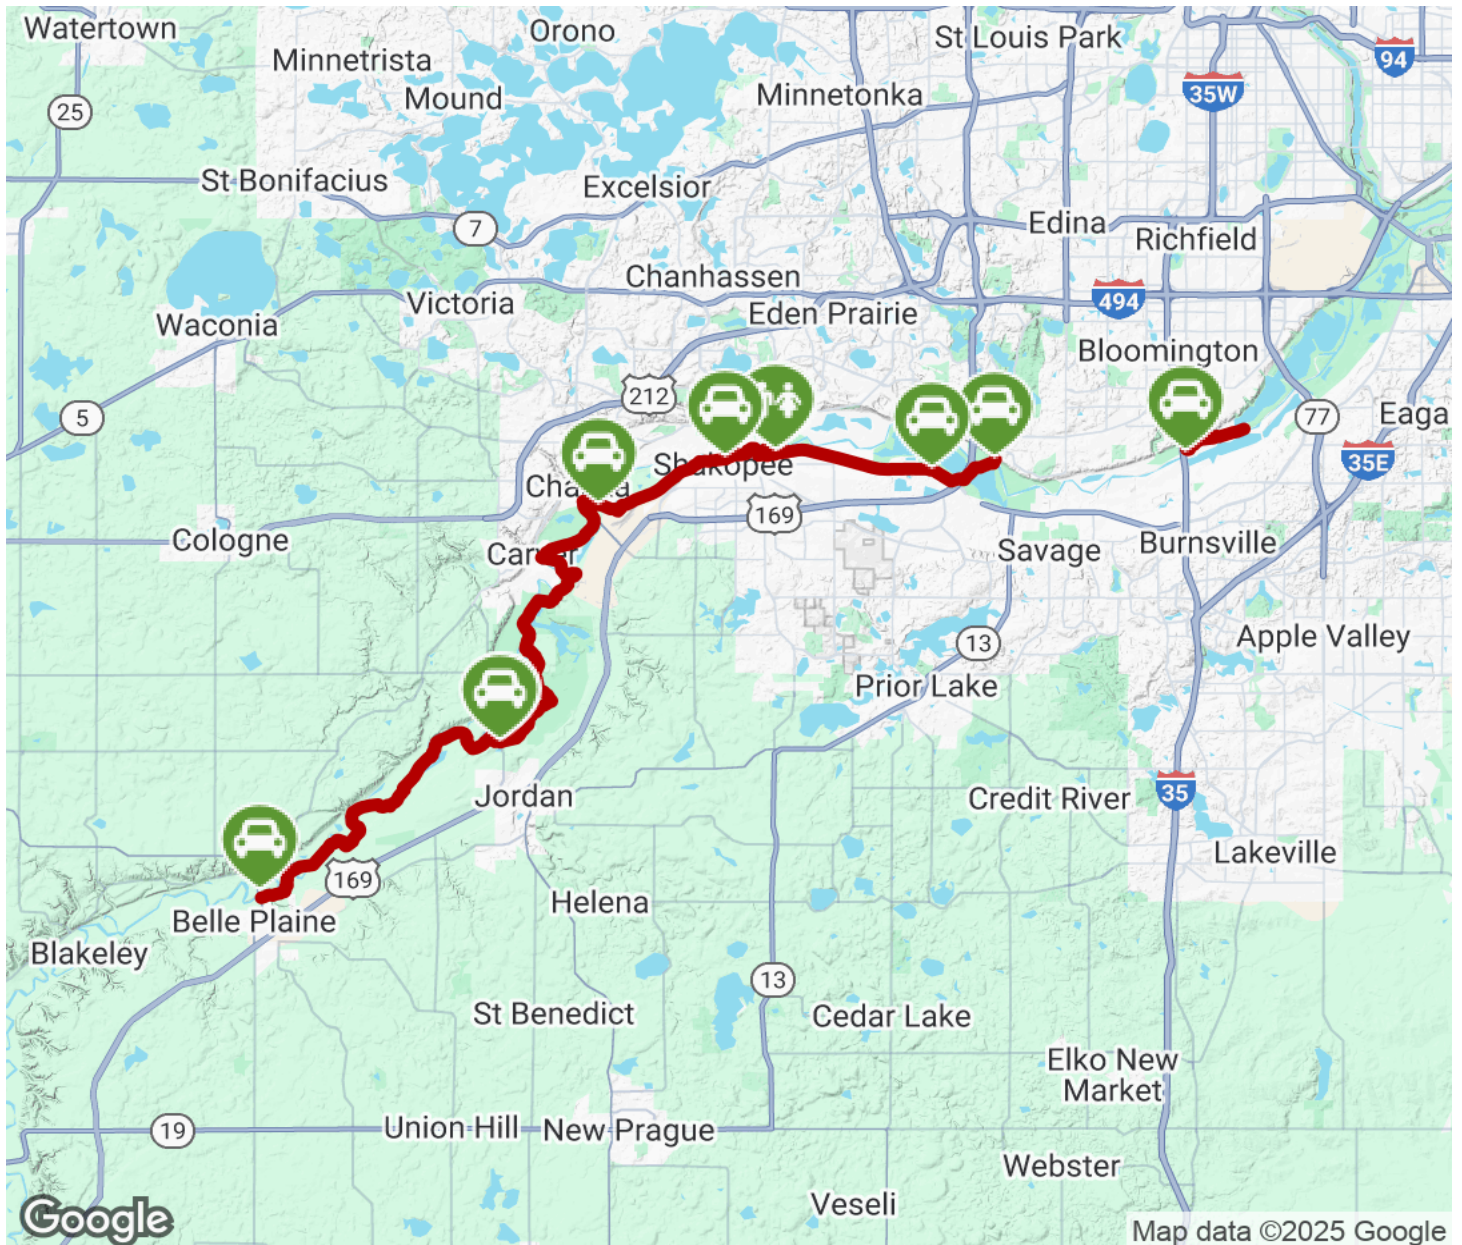 Watertown
Orono
St Louis Park
94
Minnetrista
Mound
Minnetonka
35W
25
St Bonifacius
Excelsior
7
Edina
Richfield
Chanhassen
494
Victoria
Eden Prairie
Waconia
Bloomington
212
5
77
Eaga
35E
Shakopee
169
Cologne
Savage
Burnsville
13
Apple Valley
Prior Lake
Jordan
Credit River
35
Lakeville
169
Helena
Belle Plaine
Blakeley
13
St Benedict
Cedar Lake
Elko New
Market
19
Union Hill
New Prague
Webster
Veseli
Google
Map data ©2025 Google